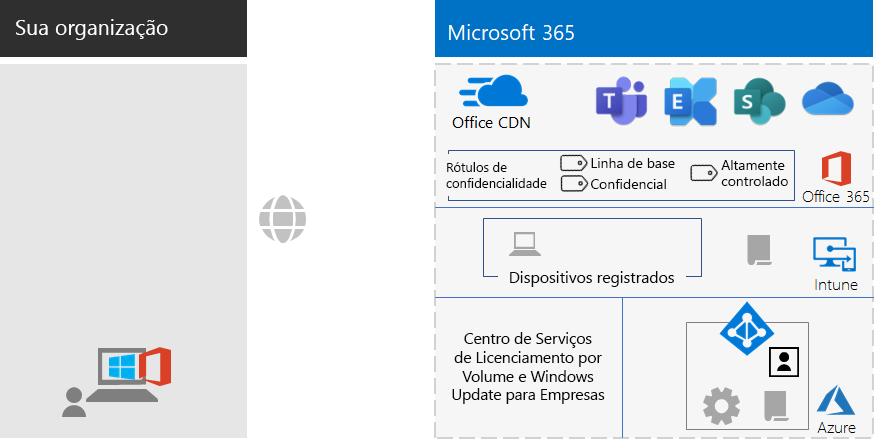 Sua organização
Microsoft 365
Office CDN
Rótulos de
confidencialidade
Linha de base
Confidencial
Altamente
controlado
Office 365
Dispositivos registrados
Intune
Centro de Serviços
de Licenciamento por
Volume e Windows
Update para Empresas
Azure